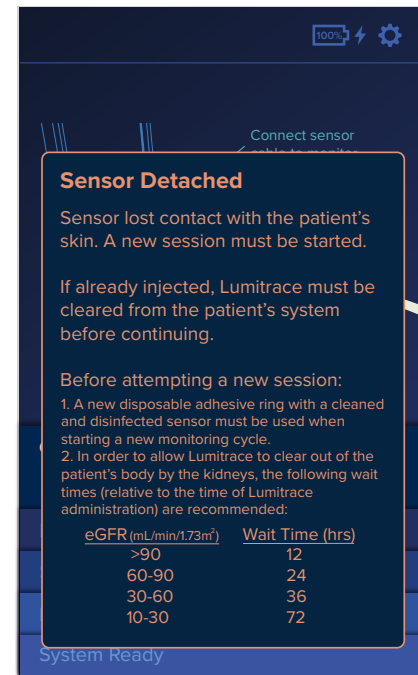 100%
Connect sensor
cable to monitor
Sensor Detached
Sensor lost contact with the patient's
skin. A new session must be started.
If already injected, Lumitrace must be
cleared from the patient's system
before continuing.
Before attempting a new session:
1. A new disposable adhesive ring with a cleaned
and disinfected sensor must be used when
starting a new monitoring cycle.
2. In order to allow Lumitrace to clear out of the
patient's body by the kidneys, the following wait
times (relative to the time of Lumitrace
administration) are recommended:
eGFR (mL/min/1.73m²) Wait Time (hrs)
>90 12
60-90 24
30-60 36
10-30 72
System Ready